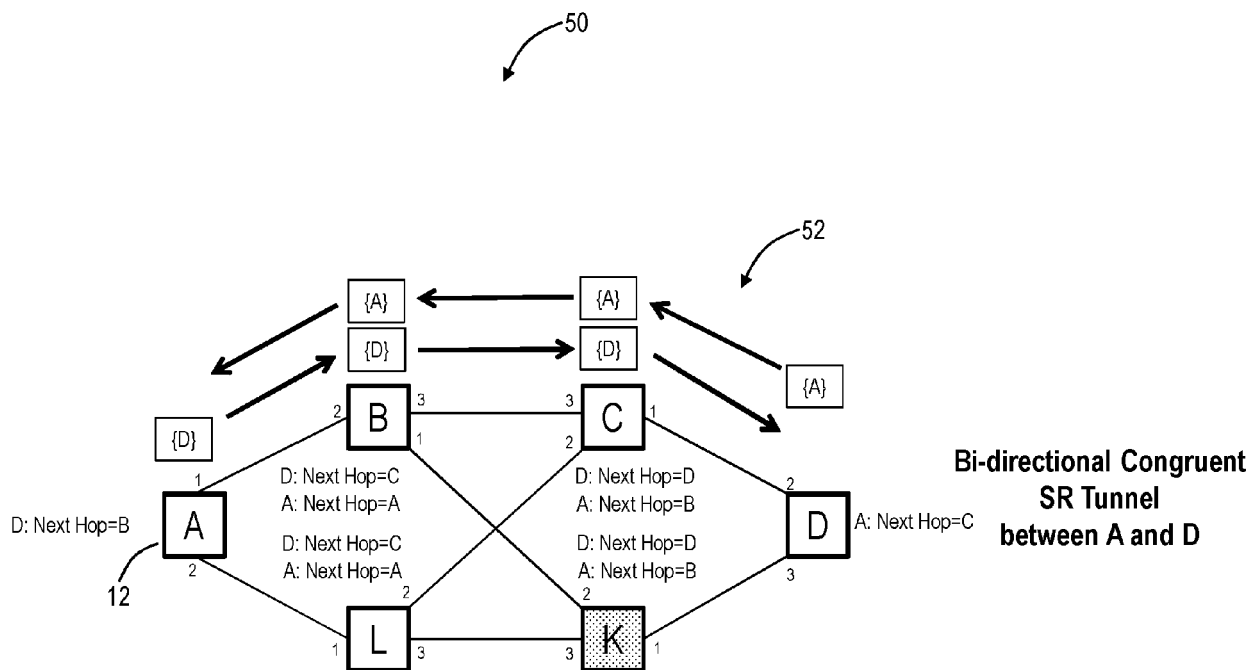 50
52
{A}
{A}
{D}
{D}
{A}
{D}
2
B
3
1
3
C
1
2
1
D: Next Hop=C
A: Next Hop=A
D: Next Hop=D
A: Next Hop=B
2
Bi-directional Congruent
SR Tunnel
between A and D
D: Next Hop=B
A
D
A: Next Hop=C
D: Next Hop=C
A: Next Hop=A
D: Next Hop=D
A: Next Hop=B
12
2
3
2
2
1
L
3
3
K
1